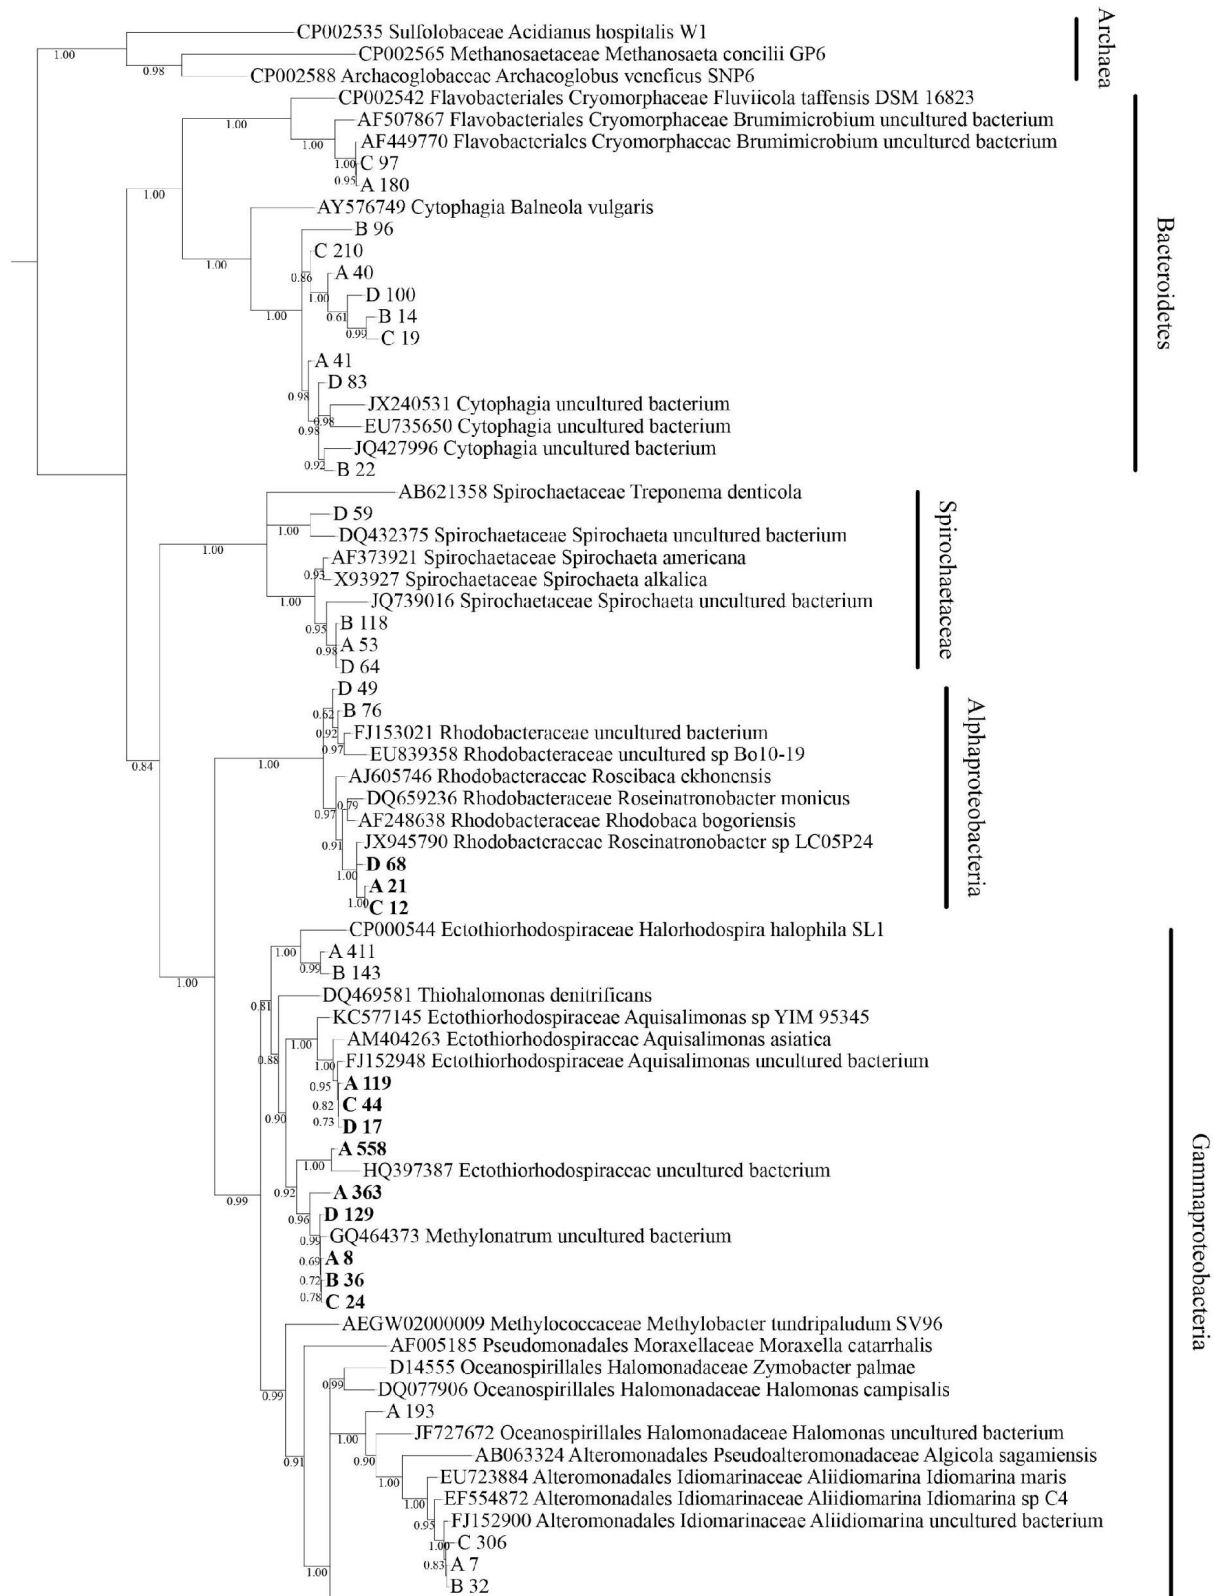 CP002535 Sulfolobaceae Acidianus hospitalis W1
1.00
CP002565 Methanosaetaceae Methanosaeta concilii GP6
0.98
CP002588 Archaeoglobaceae Archaeoglobus veneficus SNP6
Archaea
CP002542 Flavobacteriales Cryomorphaceae Fluviicola taffensis DSM 16823
1.00
AF507867 Flavobacteriales Cryomorphaceae Brumimicrobium uncultured bacterium
1.00
AF449770 Flavobacteriales Cryomorphaceae Brumimicrobium uncultured bacterium
1.00
C 97
0.95
A 180
1.00
AY576749 Cytophagia Balneola vulgaris
B 96
C 210
1.00
0.86
A 40
1.00
D 100
1.00
0.61
B 14
0.99
C 19
A 41
D 83
0.98
JX240531 Cytophagia uncultured bacterium
0.98
EU735650 Cytophagia uncultured bacterium
0.98
JQ427996 Cytophagia uncultured bacterium
0.92
B 22
Bacteroidetes
AB621358 Spirochaetaceae Treponema denticola
D 59
1.00
DQ432375 Spirochaetaceae Spirochaeta uncultured bacterium
1.00
AF373921 Spirochaetaceae Spirochaeta americana
0.93
X93927 Spirochaetaceae Spirochaeta alkalica
1.00
JQ739016 Spirochaetaceae Spirochaeta uncultured bacterium
B 118
0.95
A 53
0.98
D 64
Spirochaetaceae
D 49
B 76
0.62
FJ153021 Rhodobacteraceae uncultured bacterium
0.92
0.97
EU839358 Rhodobacteraceae uncultured sp Bo10-19
0.84
1.00
AJ605746 Rhodobacteraceae Roseibaca ekhonensis
DQ659236 Rhodobacteraceae Roseinatronobacter monicus
0.79
0.97
AF248638 Rhodobacteraceae Rhodobaca bogoriensis
JX945790 Rhodobacteraceae Roseinatronobacter sp LC05P24
0.91
D 68
1.00
A 21
1.00
C 12
Alphaproteobacteria
CP000544 Ectothiorhodospiraceae Halorhodospira halophila SL1
A 411
1.00
0.99
B 143
1.00
DQ469581 Thiohalomonas denitrificans
0.81
KC577145 Ectothiorhodospiraceae Aquisalimonas sp YIM 95345
AM404263 Ectothiorhodospiraceae Aquisalimonas asiatica
1.00
FJ152948 Ectothiorhodospiraceae Aquisalimonas uncultured bacterium
0.88
1.00
A 119
0.95
C 44
0.82
D 17
0.73
0.90
A 558
1.00
HQ397387 Ectothiorhodospiraceae uncultured bacterium
A 363
0.92
0.99
D 129
0.96
GQ464373 Methylonatrum uncultured bacterium
0.99
A 8
0.69
B 36
0.72
C 24
0.78
AEGW02000009 Methylococcaceae Methylobacter tundripaludum SV96
AF005185 Pseudomonadales Moraxellaceae Moraxella catarrhalis
D14555 Oceanospirillales Halomonadaceae Zymobacter palmae
0.99
DQ077906 Oceanospirillales Halomonadaceae Halomonas campisalis
0.99
A 193
JF727672 Oceanospirillales Halomonadaceae Halomonas uncultured bacterium
1.00
AB063324 Alteromonadales Pseudoalteromonadaceae Algicola sagamiensis
0.91
0.90
EU723884 Alteromonadales Idiomarinaceae Aliidiomarina Idiomarina maris
1.00
EF554872 Alteromonadales Idiomarinaceae Aliidiomarina Idiomarina sp C4
1.00
FJ152900 Alteromonadales Idiomarinaceae Aliidiomarina uncultured bacterium
0.95
C 306
1.00
A 7
0.83
1.00
B 32
Gammaproteobacteria